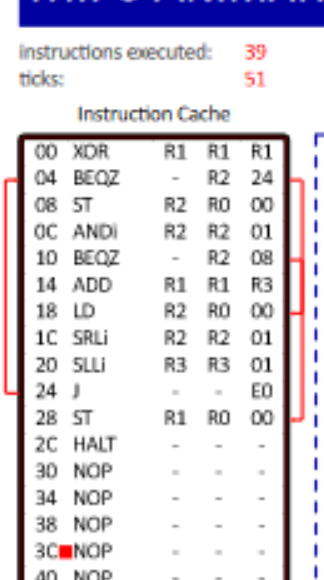 instructions executed: 39
ticks: 51
Instruction Cache
00 XOR R1 R1 R1
04 BEQZ - R2 24
08 ST R2 R0 00
0C ANDi R2 R2 01
10 BEQZ - R2 08
14 ADD R1 R1 R3
18 LD R2 R0 00
1C SRLi R2 R2 01
20 SLLi R3 R3 01
24 J - - E0
28 ST R1 R0 00
2C HALT - - -
30 NOP - - -
34 NOP - - -
38 NOP - - -
3C NOP - - -
40 NOP - - -